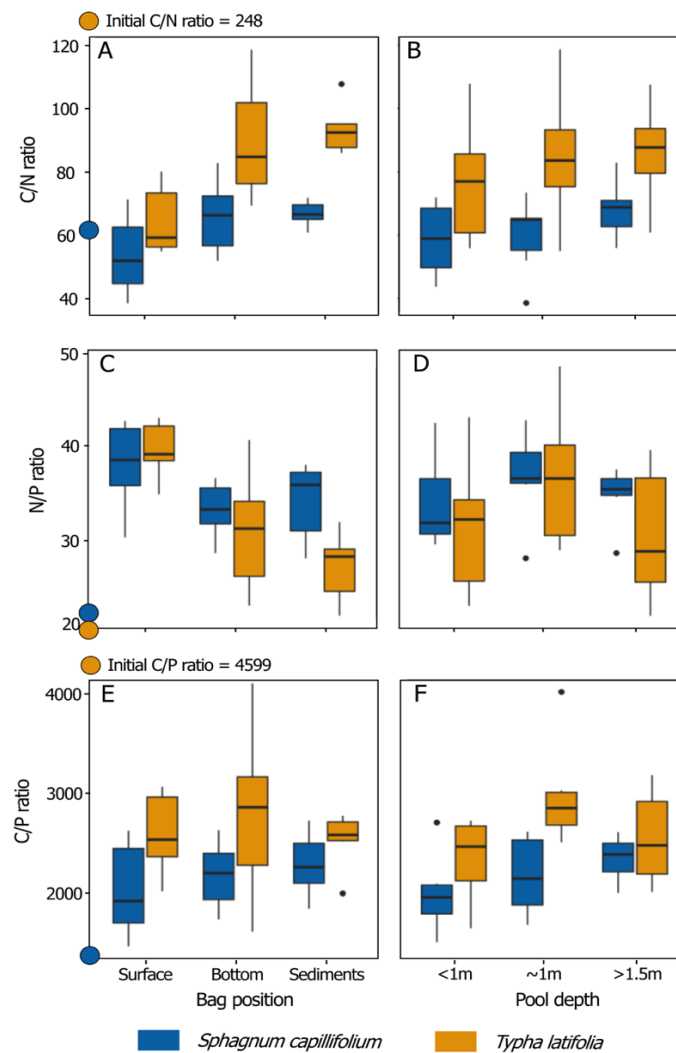 Initial C/N ratio = 248
A
B
120
100
80
60
40
C/N ratio
C
D
50
40
30
20
N/P ratio
Initial C/P ratio = 4599
E
F
4000
3000
2000
C/P ratio
Surface Bottom Sediments
<1m ~1m >1.5m
Bag position
Pool depth
Sphagnum capillifolium
Typha latifolia